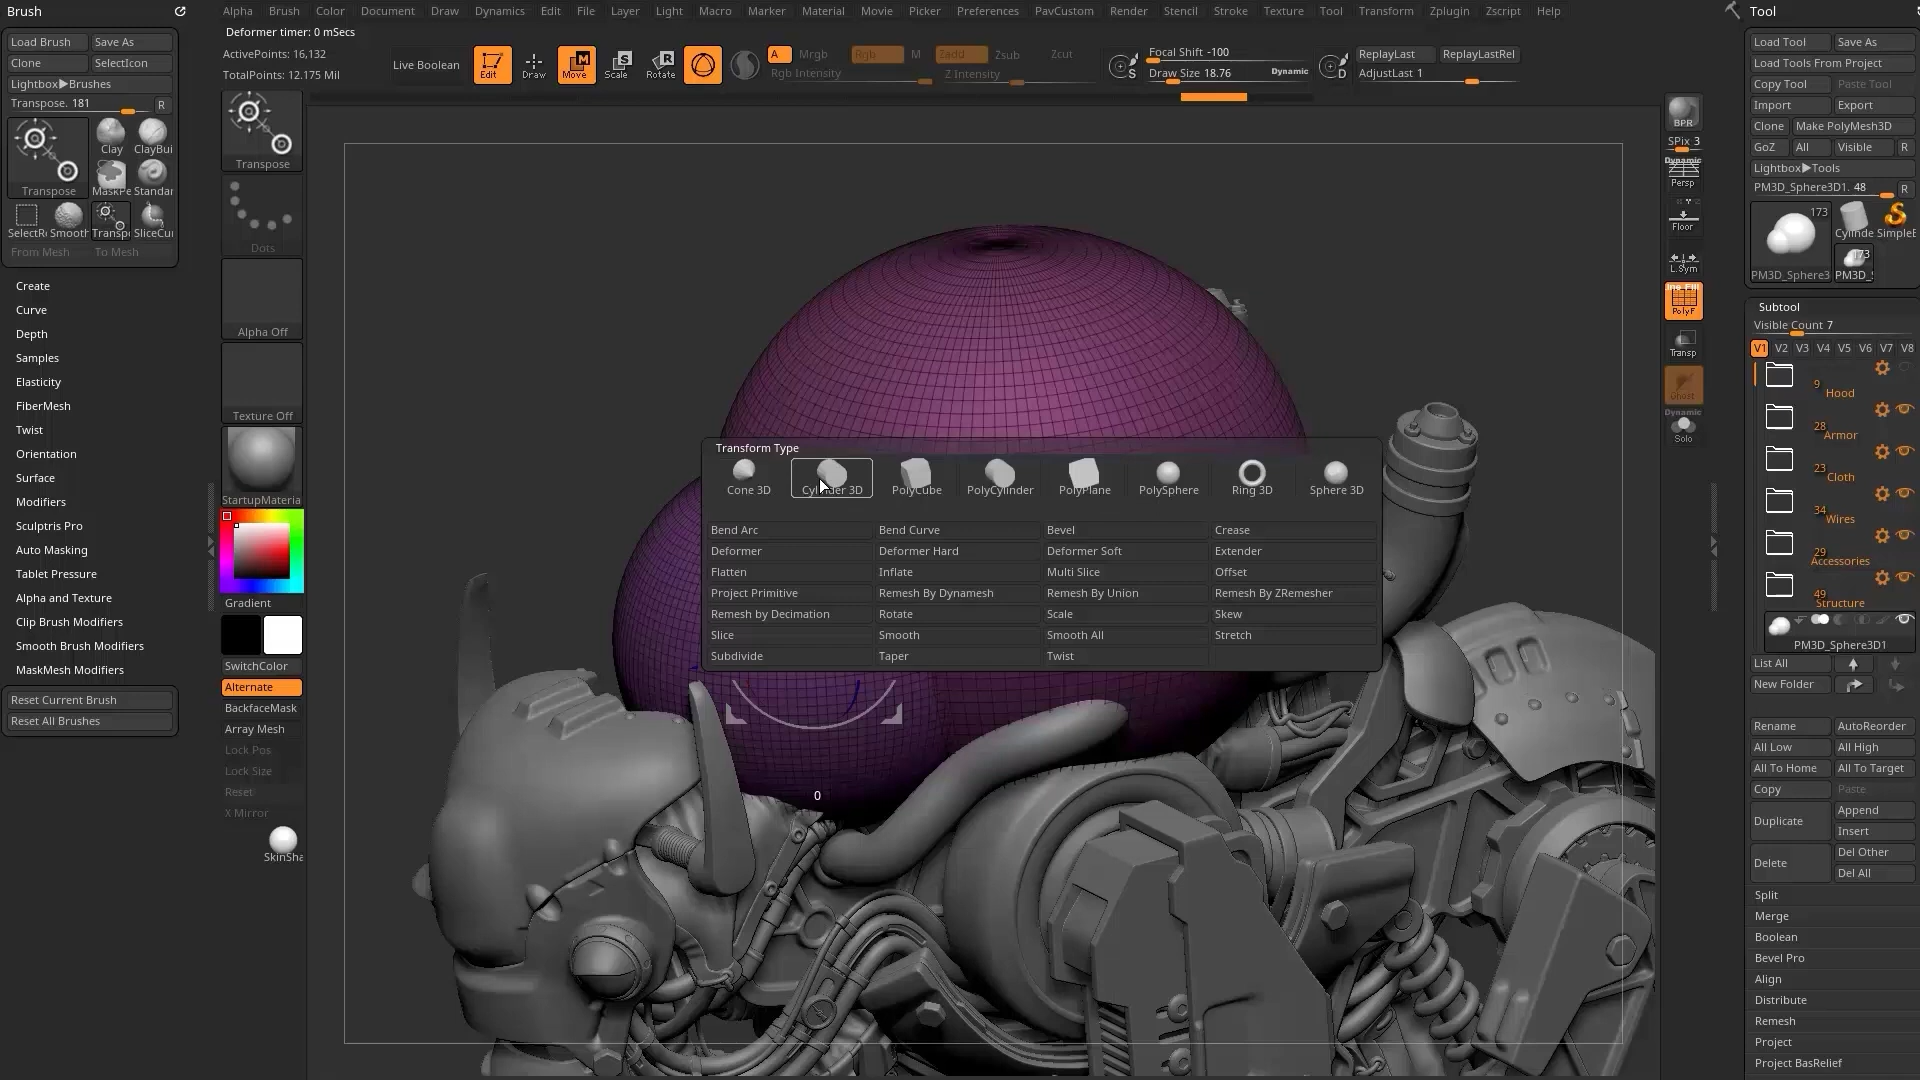 Brush
Alpha Brush Color Document Draw Dynamics Edit File Layer Light Macro Marker Material Movie Picker Preferences PavCustom Render Stencil Stroke Texture Tool Transform Zplugin Zscript Help
Tool
Load Brush Save As
Clone SelectIcon
Lightbox▶Brushes
Transpose. 181 R
Transpose
Clay ClayBui
MaskPe Standar
SelectRe Smooth Transpo SliceCur
From Mesh To Mesh
Create
Curve
Depth
Samples
Elasticity
FiberMesh
Twist
Orientation
Surface
Modifiers
Sculptris Pro
Auto Masking
Tablet Pressure
Alpha and Texture
Clip Brush Modifiers
Smooth Brush Modifiers
MaskMesh Modifiers
Reset Current Brush
Reset All Brushes
Deformer timer: 0 mSecs
ActivePoints: 16,132
TotalPoints: 12.175 Mil
Live Boolean
Edit Draw Move Scale Rotate
A Mrgb Rgb M Zadd Zsub Zcut
Rgb Intensity Z Intensity
Focal Shift -100
Draw Size 18.76 Dynamic
S D
ReplayLast ReplayLastRel
AdjustLast 1
Transpose
Dots
Alpha Off
Texture Off
StartupMateria
Gradient
SwitchColor
Alternate
BackfaceMask
Array Mesh
Lock Pos
Lock Size
Reset
X Mirror
SkinSha
Transform Type
Cone 3D Cylinder 3D PolyCube PolyCylinder PolyPlane PolySphere Ring 3D Sphere 3D
Bend Arc Bend Curve Bevel Crease
Deformer Deformer Hard Deformer Soft Extender
Flatten Inflate Multi Slice Offset
Project Primitive Remesh By Dynamesh Remesh By Union Remesh By ZRemesher
Remesh by Decimation Rotate Scale Skew
Slice Smooth Smooth All Stretch
Subdivide Taper Twist
0
BPR
SPix 3
Dynamic
Persp
Floor
L.Sym
Line Fill
PolyF
Transp
Ghost
Dynamic
Solo
Load Tool Save As
Load Tools From Project
Copy Tool Paste Tool
Import Export
Clone Make PolyMesh3D
GoZ All Visible R
Lightbox▶Tools
PM3D_Sphere3D1. 48 R
173
PM3D_Sphere3
Cylinde SimpleB
173
PM3D_S
Subtool
Visible Count 7
V1 V2 V3 V4 V5 V6 V7 V8
9 Hood
28 Armor
23 Cloth
34 Wires
29 Accessories
49 Structure
PM3D_Sphere3D1
List All
New Folder
Rename AutoReorder
All Low All High
All To Home All To Target
Copy Paste
Duplicate Append
Insert
Delete Del Other
Del All
Split
Merge
Boolean
Bevel Pro
Align
Distribute
Remesh
Project
Project BasRelief